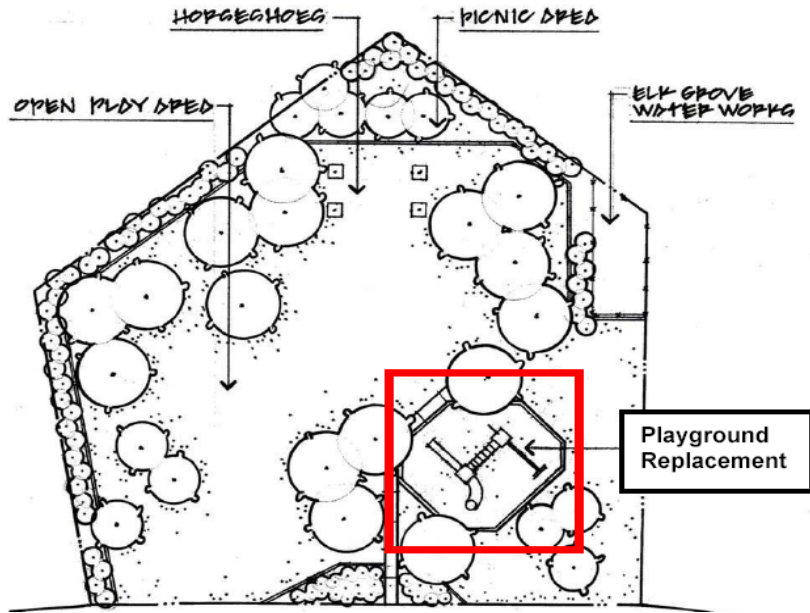 HORSESHOES
PICNIC AREA
OPEN PLAY AREA
ELK GROVE
WATER WORKS
Playground
Replacement